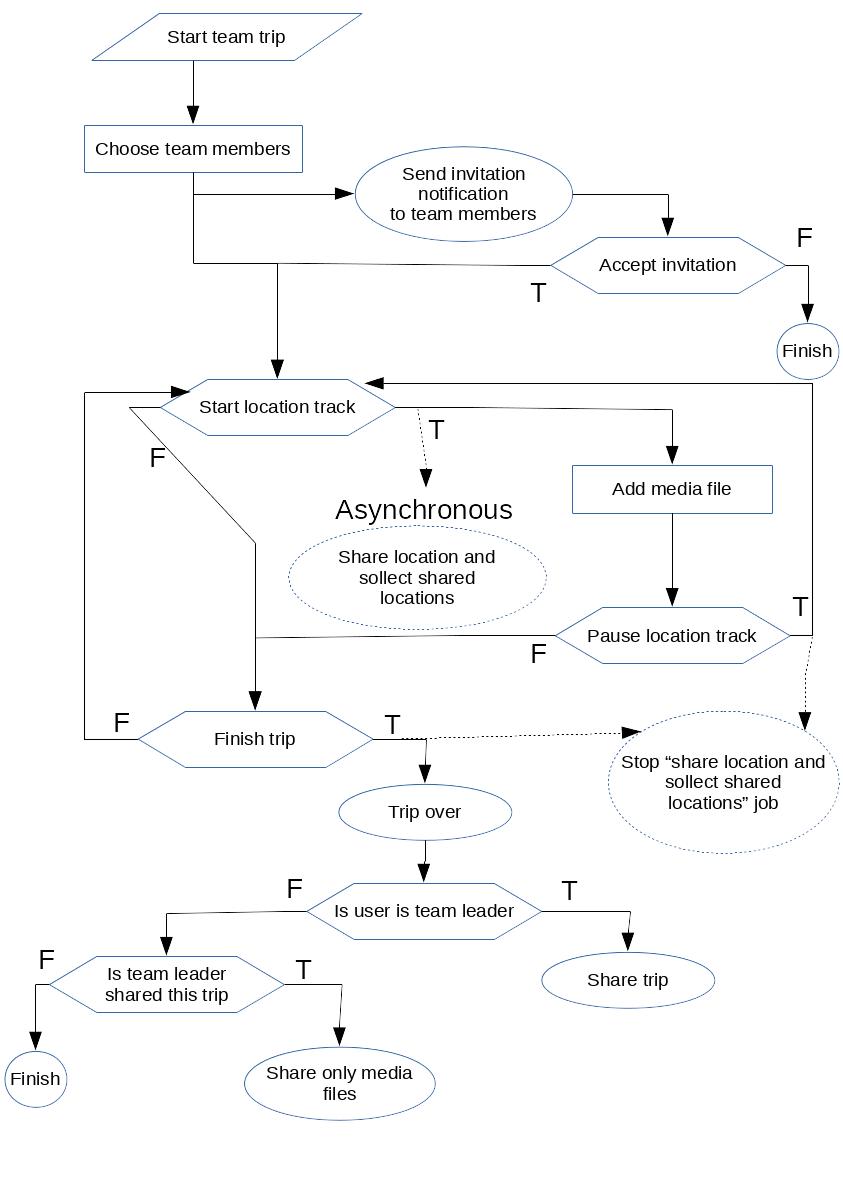 Start team trip
Choose team members
Send invitation
notification
to team members
F
Accept invitation
T
Finish
Start location track
T
F
Add media file
Asynchronous
Share location and
sollect shared
locations
T
Pause location track
F
F
Finish trip
T
Stop “share location and
sollect shared
locations” job
Trip over
F
T
Is user is team leader
F
Is team leader
shared this trip
T
Share trip
Finish
Share only media
files